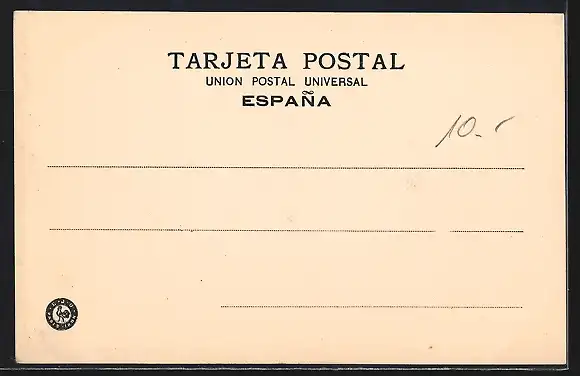 TARJETA POSTAL
UNION POSTAL UNIVERSAL
ESPAÑA
10.-